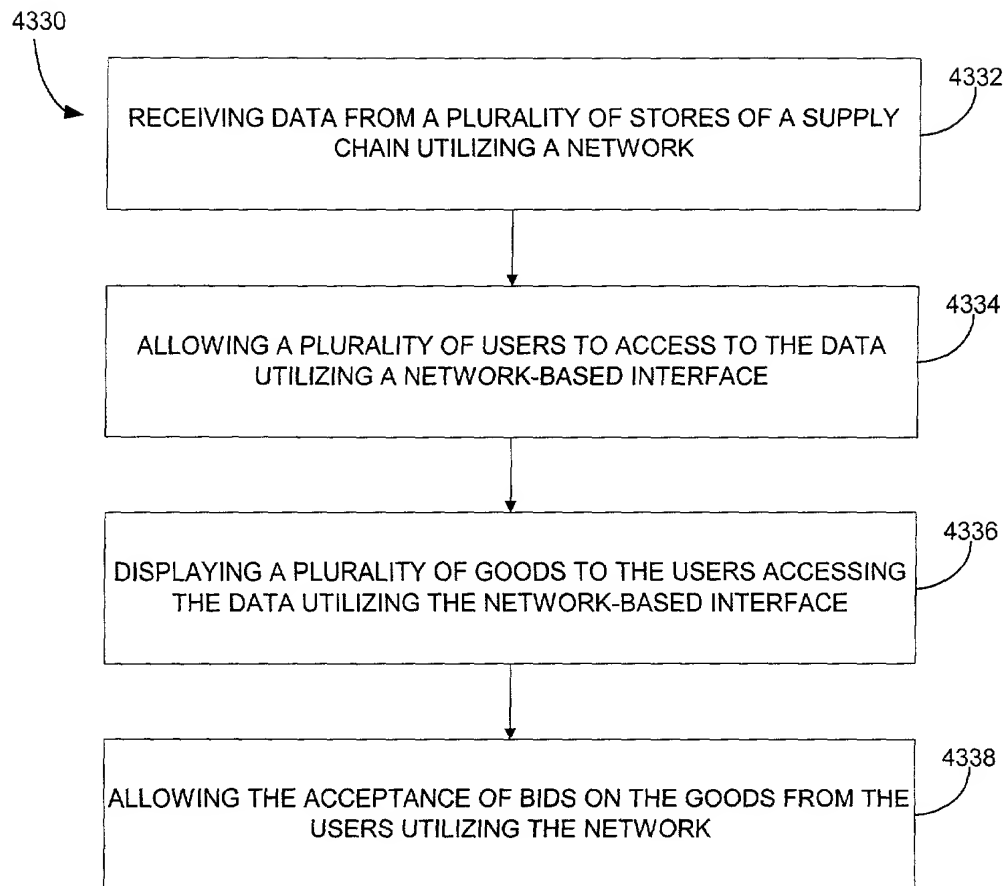 4330
4332
RECEIVING DATA FROM A PLURALITY OF STORES OF A SUPPLY
CHAIN UTILIZING A NETWORK
4334
ALLOWING A PLURALITY OF USERS TO ACCESS TO THE DATA
UTILIZING A NETWORK-BASED INTERFACE
4336
DISPLAYING A PLURALITY OF GOODS TO THE USERS ACCESSING
THE DATA UTILIZING THE NETWORK-BASED INTERFACE
4338
ALLOWING THE ACCEPTANCE OF BIDS ON THE GOODS FROM THE
USERS UTILIZING THE NETWORK